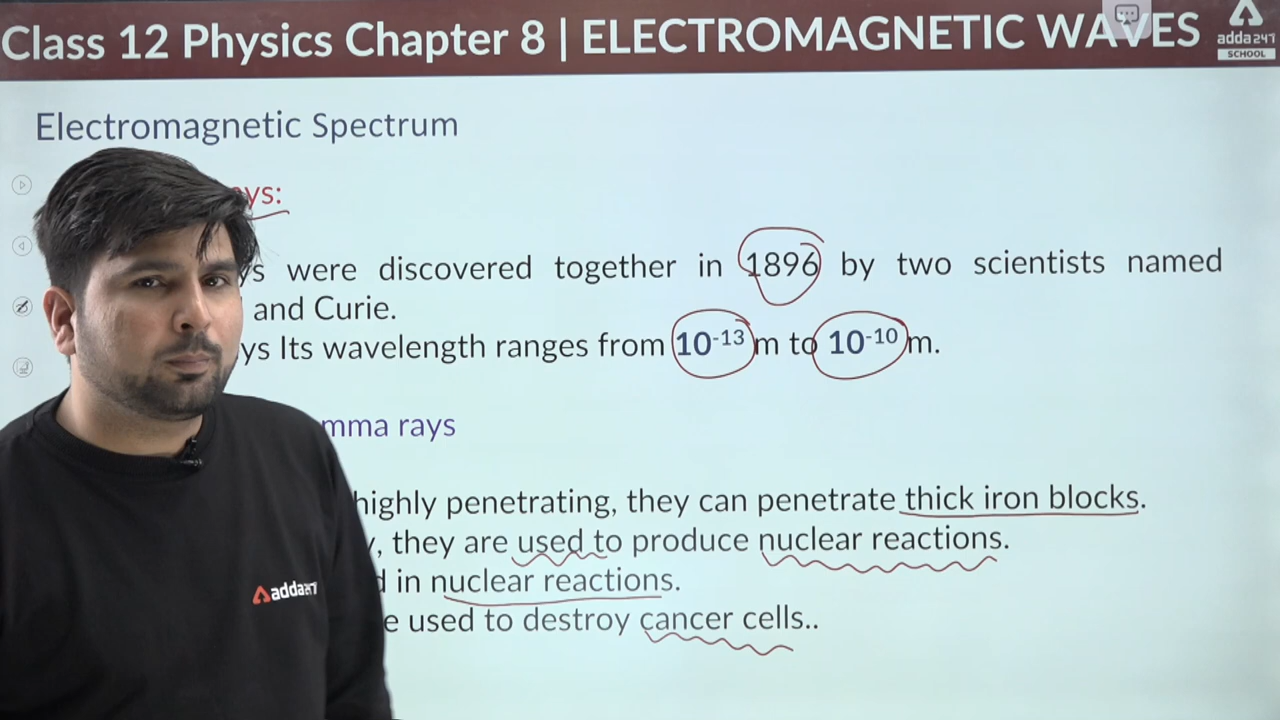 Class 12 Physics Chapter 8 | ELECTROMAGNETIC WAVES
adda247
SCHOOL
Electromagnetic Spectrum
ys:
s were discovered together in 1896 by two scientists named
and Curie.
ys Its wavelength ranges from 10⁻¹³ m to 10⁻¹⁰ m.
mma rays
highly penetrating, they can penetrate thick iron blocks.
, they are used to produce nuclear reactions.
d in nuclear reactions.
e used to destroy cancer cells..
adda247